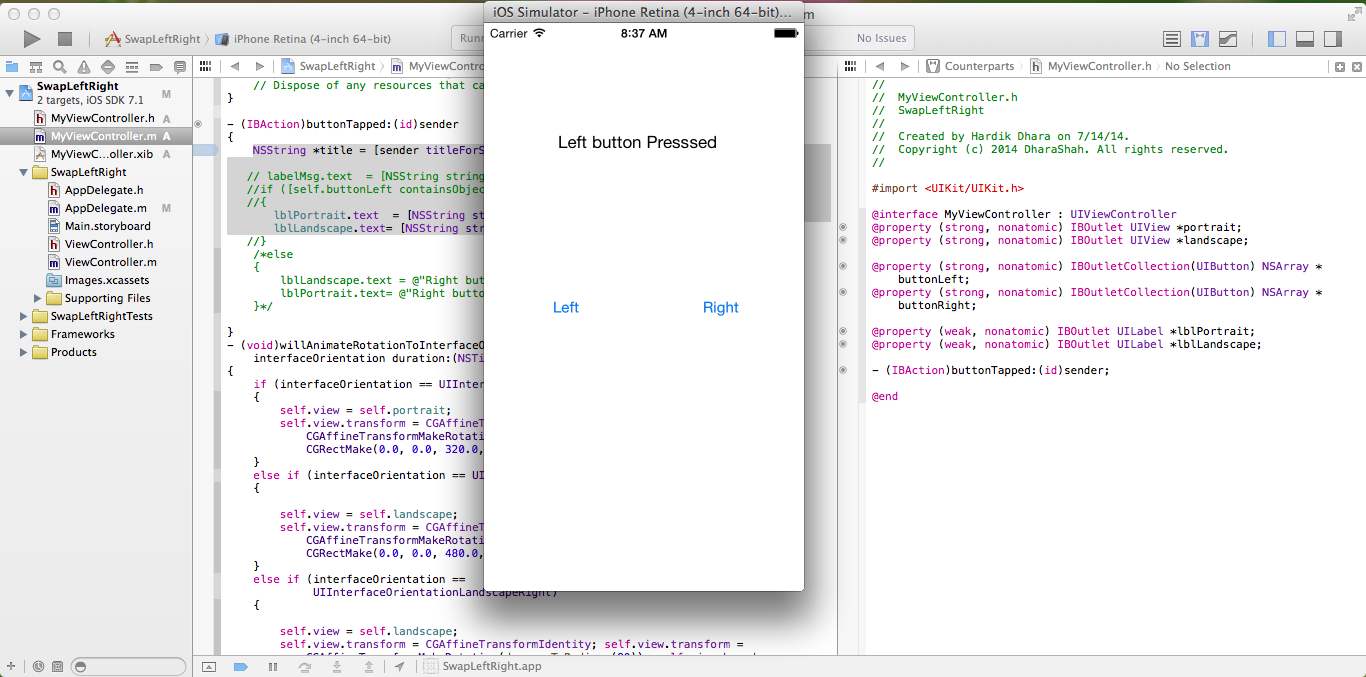 iOS Simulator – iPhone Retina (4-inch 64-bit)...
SwapLeftRight
iPhone Retina (4-inch 64-bit)
No Issues
SwapLeftRight
Counterparts
MyViewController.h
No Selection
SwapLeftRight
2 targets, iOS SDK 7.1
M
MyViewController.h A
MyViewController.m A
MyViewC...oller.xib A
SwapLeftRight
AppDelegate.h
AppDelegate.m M
Main.storyboard
ViewController.h
ViewController.m
Images.xcassets
Supporting Files
SwapLeftRightTests
Frameworks
Products
// Dispose of any resources that ca
}
- (IBAction)buttonTapped:(id)sender
{
NSString *title = [sender titleForS
// labelMsg.text  = [NSString string
//if ([self.buttonLeft containsObjec
//{
lblPortrait.text  = [NSString st
lblLandscape.text= [NSString str
//}
/*else
{
lblLandscape.text = @"Right but
lblPortrait.text= @"Right butto
}*/
}
- (void)willAnimateRotationToInterfaceO
interfaceOrientation duration:(NSTi
{
if (interfaceOrientation == UIInter
{
self.view = self.portrait;
self.view.transform = CGAffineT
CGAffineTransformMakeRotati
CGRectMake(0.0, 0.0, 320.0,
}
else if (interfaceOrientation == UI
{
self.view = self.landscape;
self.view.transform = CGAffineT
CGAffineTransformMakeRotati
CGRectMake(0.0, 0.0, 480.0,
}
else if (interfaceOrientation ==
UIInterfaceOrientationLandscapeRight)
{
self.view = self.landscape;
self.view.transform = CGAffineTransformIdentity; self.view.transform =
Carrier
8:37 AM
Left button Presssed
Left
Right
//
//  MyViewController.h
//  SwapLeftRight
//
//  Created by Hardik Dhara on 7/14/14.
//  Copyright (c) 2014 DharaShah. All rights reserved.
//
#import <UIKit/UIKit.h>
@interface MyViewController : UIViewController
@property (strong, nonatomic) IBOutlet UIView *portrait;
@property (strong, nonatomic) IBOutlet UIView *landscape;
@property (strong, nonatomic) IBOutletCollection(UIButton) NSArray *
buttonLeft;
@property (strong, nonatomic) IBOutletCollection(UIButton) NSArray *
buttonRight;
@property (weak, nonatomic) IBOutlet UILabel *lblPortrait;
@property (weak, nonatomic) IBOutlet UILabel *lblLandscape;
- (IBAction)buttonTapped:(id)sender;
@end
SwapLeftRight.app